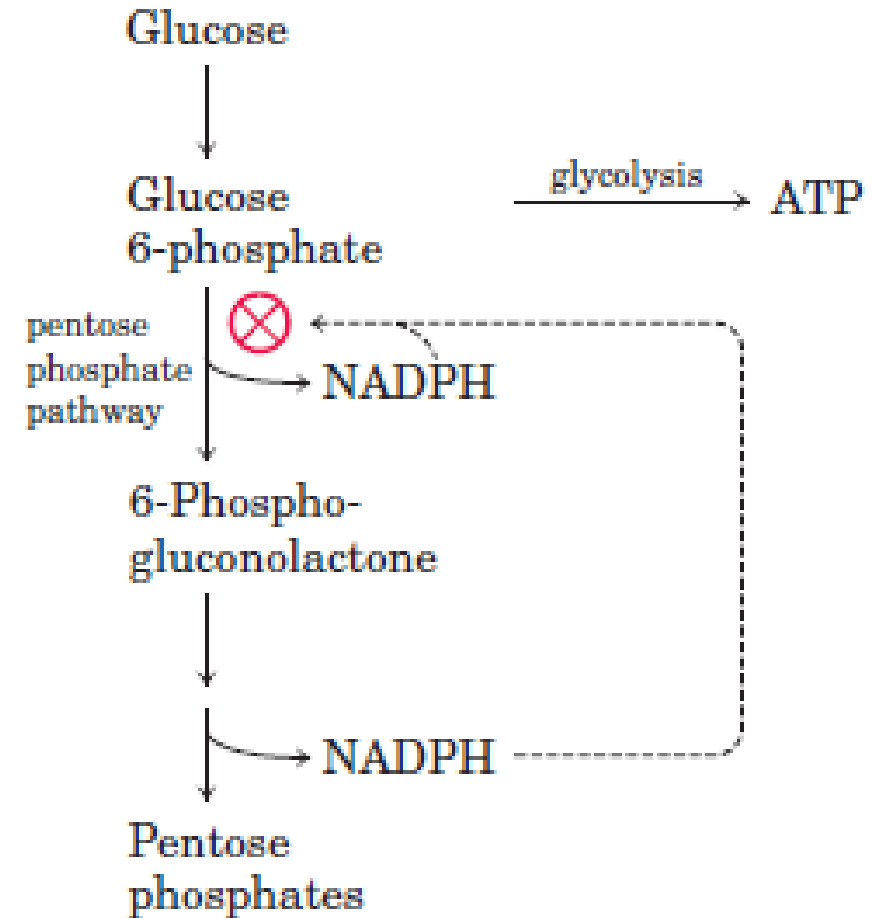 Glucose
Glucose
6-phosphate
glycolysis
ATP
pentose
phosphate
pathway
NADPH
6-Phospho-
gluconolactone
NADPH
Pentose
phosphates